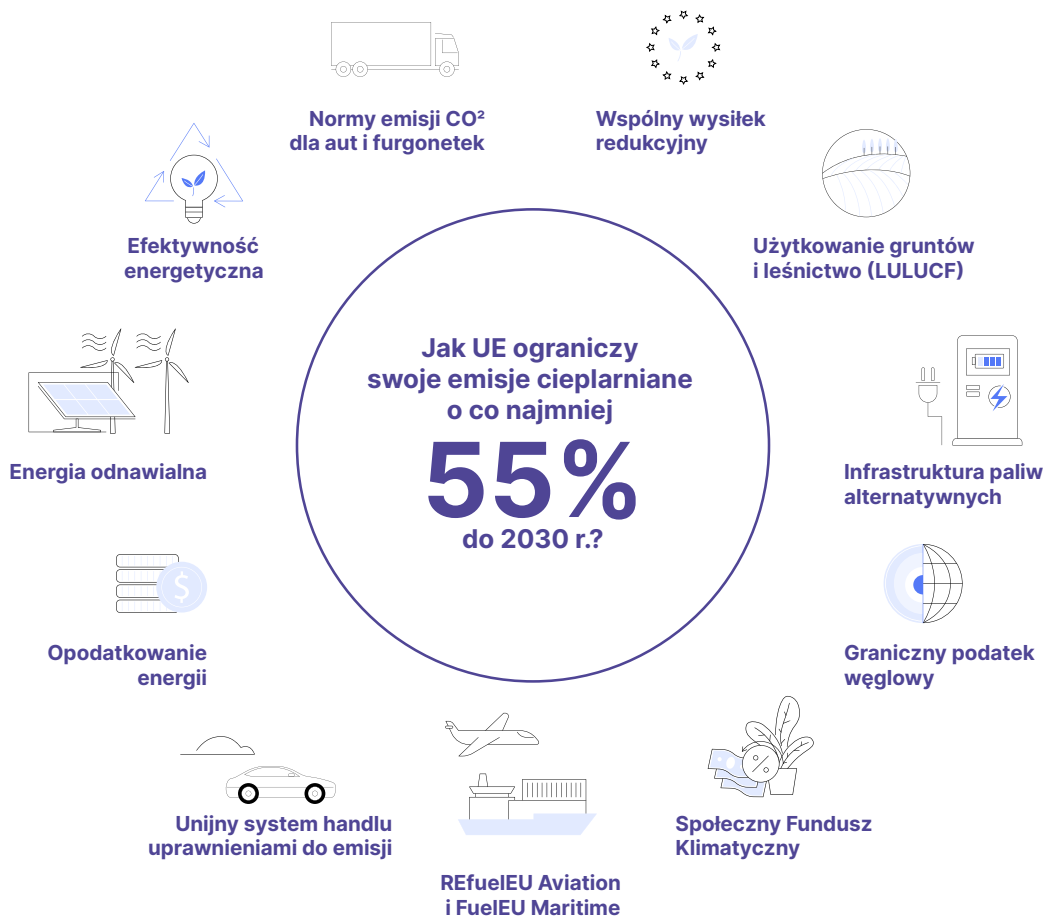 Normy emisji CO²
dla aut i furgonetek
Wspólny wysiłek
redukcyjny
Efektywność
energetyczna
Użytkowanie gruntów
i leśnictwo (LULUCF)
Jak UE ograniczy
swoje emisje cieplarniane
o co najmniej
55%
do 2030 r.?
Energia odnawialna
Infrastruktura paliw
alternatywnych
$
Opodatkowanie
energii
Graniczny podatek
węglowy
%
Unijny system handlu
uprawnieniami do emisji
Społeczny Fundusz
Klimatyczny
REfuelEU Aviation
i FuelEU Maritime